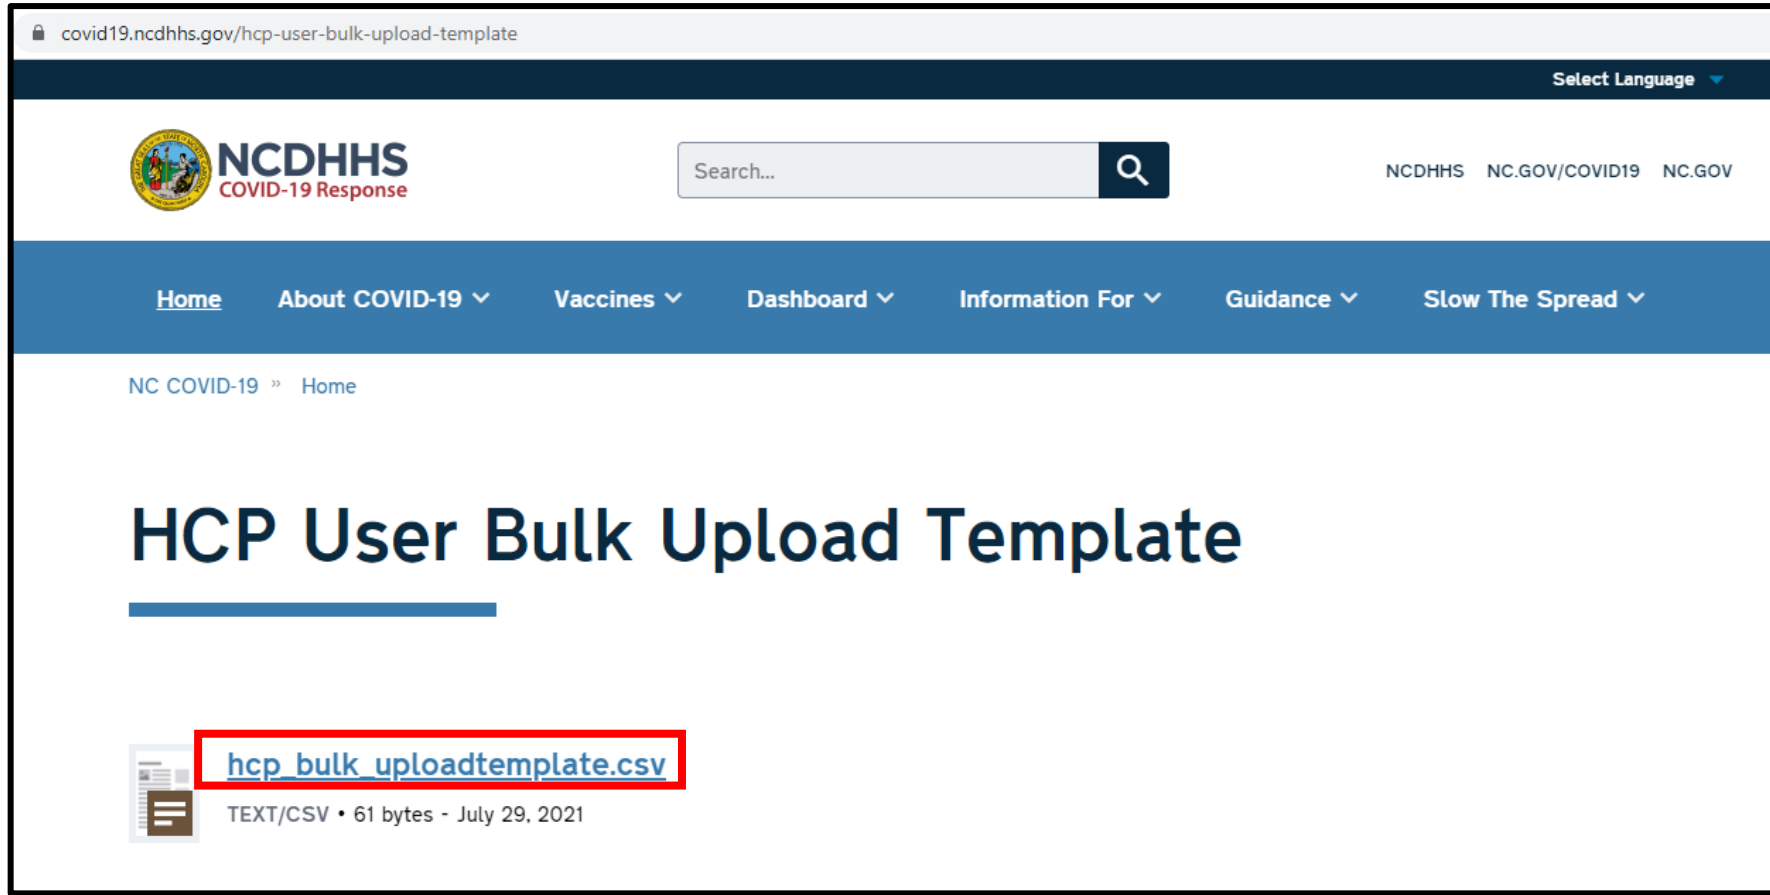 covid19.ncdhhs.gov/hcp-user-bulk-upload-template
Select Language
NCDHHS
COVID-19 Response
Search...
NCDHHS NC.GOV/COVID19 NC.GOV
Home About COVID-19 Vaccines Dashboard Information For Guidance Slow The Spread
NC COVID-19 » Home
HCP User Bulk Upload Template
hcp_bulk_uploadtemplate.csv
TEXT/CSV • 61 bytes - July 29, 2021